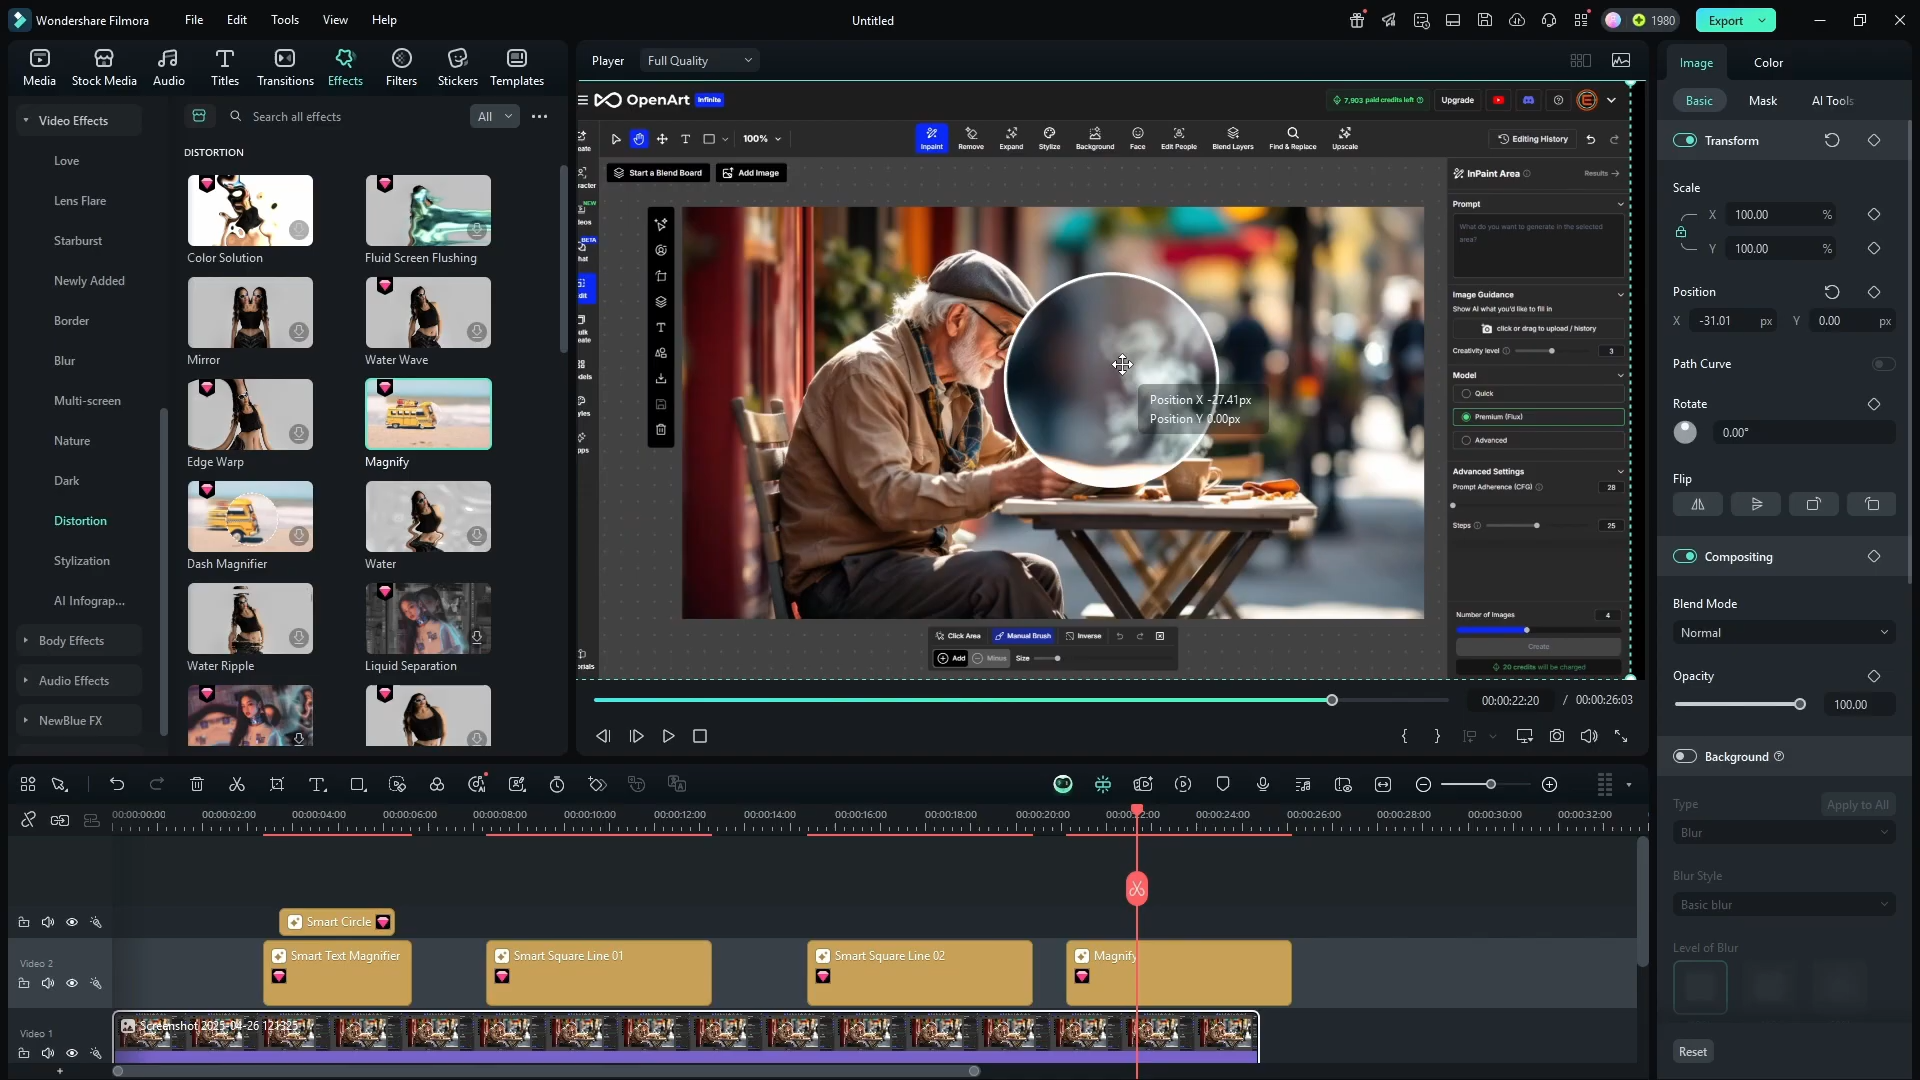 Wondershare Filmora
File
Edit
Tools
View
Help
Untitled
1980
Export
Media
Stock Media
Audio
Titles
Transitions
Effects
Filters
Stickers
Templates
Video Effects
Love
Lens Flare
Starburst
Newly Added
Border
Blur
Multi-screen
Nature
Dark
Distortion
Stylization
AI Infograp...
Body Effects
Audio Effects
NewBlue FX
Search all effects
All
DISTORTION
Color Solution
Fluid Screen Flushing
Mirror
Water Wave
Edge Warp
Magnify
Dash Magnifier
Water
Water Ripple
Liquid Separation
Player
Full Quality
OpenArt
Infinite
7,903 paid credits left
Upgrade
100%
Inpaint
Remove
Expand
Stylize
Background
Face
Edit People
Blend Layers
Find & Replace
Upscale
Editing History
Start a Blend Board
Add Image
NEW
BETA
InPaint Area
Results
Prompt
What do you want to generate in the selected
area?
Image Guidance
Show AI what you'd like to fill in
click or drag to upload / history
Creativity level
3
Model
Quick
Premium (Flux)
Advanced
Advanced Settings
Prompt Adherence (CFG)
28
Steps
25
Number of Images
4
Create
20 credits will be charged
Position X -27.41px
Position Y 0.00px
Click Area
Manual Brush
Inverse
Add
Minus
Size
00:00:22:20
/ 00:00:26:03
Image
Color
Basic
Mask
AI Tools
Transform
Scale
X 100.00 %
Y 100.00 %
Position
X -31.01 px Y 0.00 px
Path Curve
Rotate
0.00°
Flip
Compositing
Blend Mode
Normal
Opacity
100.00
Background
Type
Apply to All
Blur
Blur Style
Basic blur
Level of Blur
Reset
00:00:00:00
00:00:02:00
00:00:04:00
00:00:06:00
00:00:08:00
00:00:10:00
00:00:12:00
00:00:14:00
00:00:16:00
00:00:18:00
00:00:20:00
00:00:24:00
00:00:26:00
00:00:28:00
00:00:30:00
00:00:32:00
Smart Circle
Video 2
Smart Text Magnifier
Smart Square Line 01
Smart Square Line 02
Magnify
Video 1
Screenshot 2025-04-26 121325